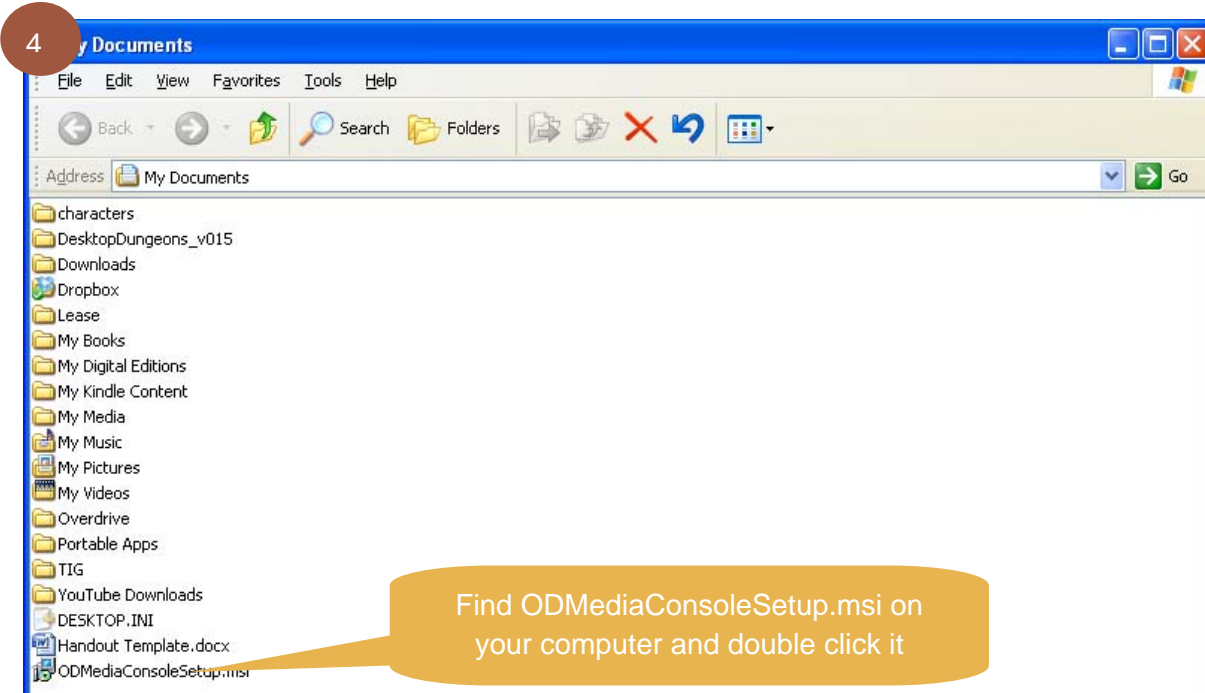 4
y Documents
File Edit View Favorites Tools Help
Back Search Folders
Address My Documents Go
characters
DesktopDungeons_v015
Downloads
Dropbox
Lease
My Books
My Digital Editions
My Kindle Content
My Media
My Music
My Pictures
My Videos
Overdrive
Portable Apps
TIG
YouTube Downloads
DESKTOP.INI
Handout Template.docx
ODMediaConsoleSetup.msi
Find ODMediaConsoleSetup.msi on
your computer and double click it